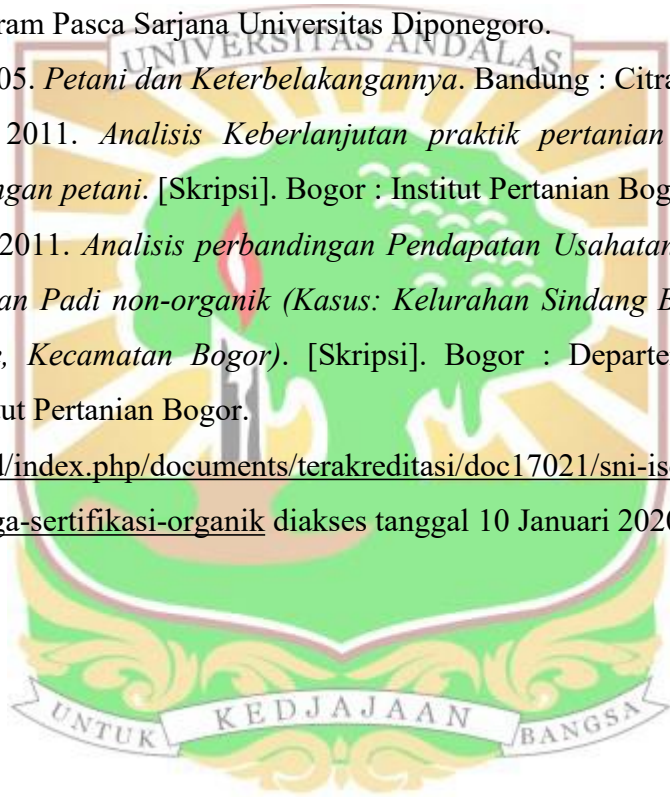 ram Pasca Sarjana Universitas Diponegoro.
UNIVERSITAS ANDALAS
05. Petani dan Keterbelakangannya. Bandung : Citra
2011. Analisis Keberlanjutan praktik pertanian
ngan petani. [Skripsi]. Bogor : Institut Pertanian Bog
2011. Analisis perbandingan Pendapatan Usahatan
an Padi non-organik (Kasus: Kelurahan Sindang B
, Kecamatan Bogor). [Skripsi]. Bogor : Departe
ut Pertanian Bogor.
d/index.php/documents/terakreditasi/doc17021/sni-is
ga-sertifikasi-organik diakses tanggal 10 Januari 2020
UNTUK KEDJAJAAN BANGSA